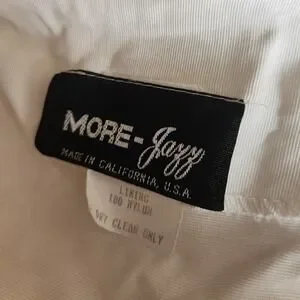 MORE-Jazz
MADE IN CALIFORNIA, U.S.A.
LINING
100 NYLON
DRY CLEAN ONLY